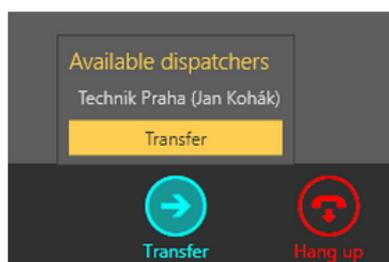 Available dispatchers
Technik Praha (Jan Kohák)
Transfer
Transfer
Hang up